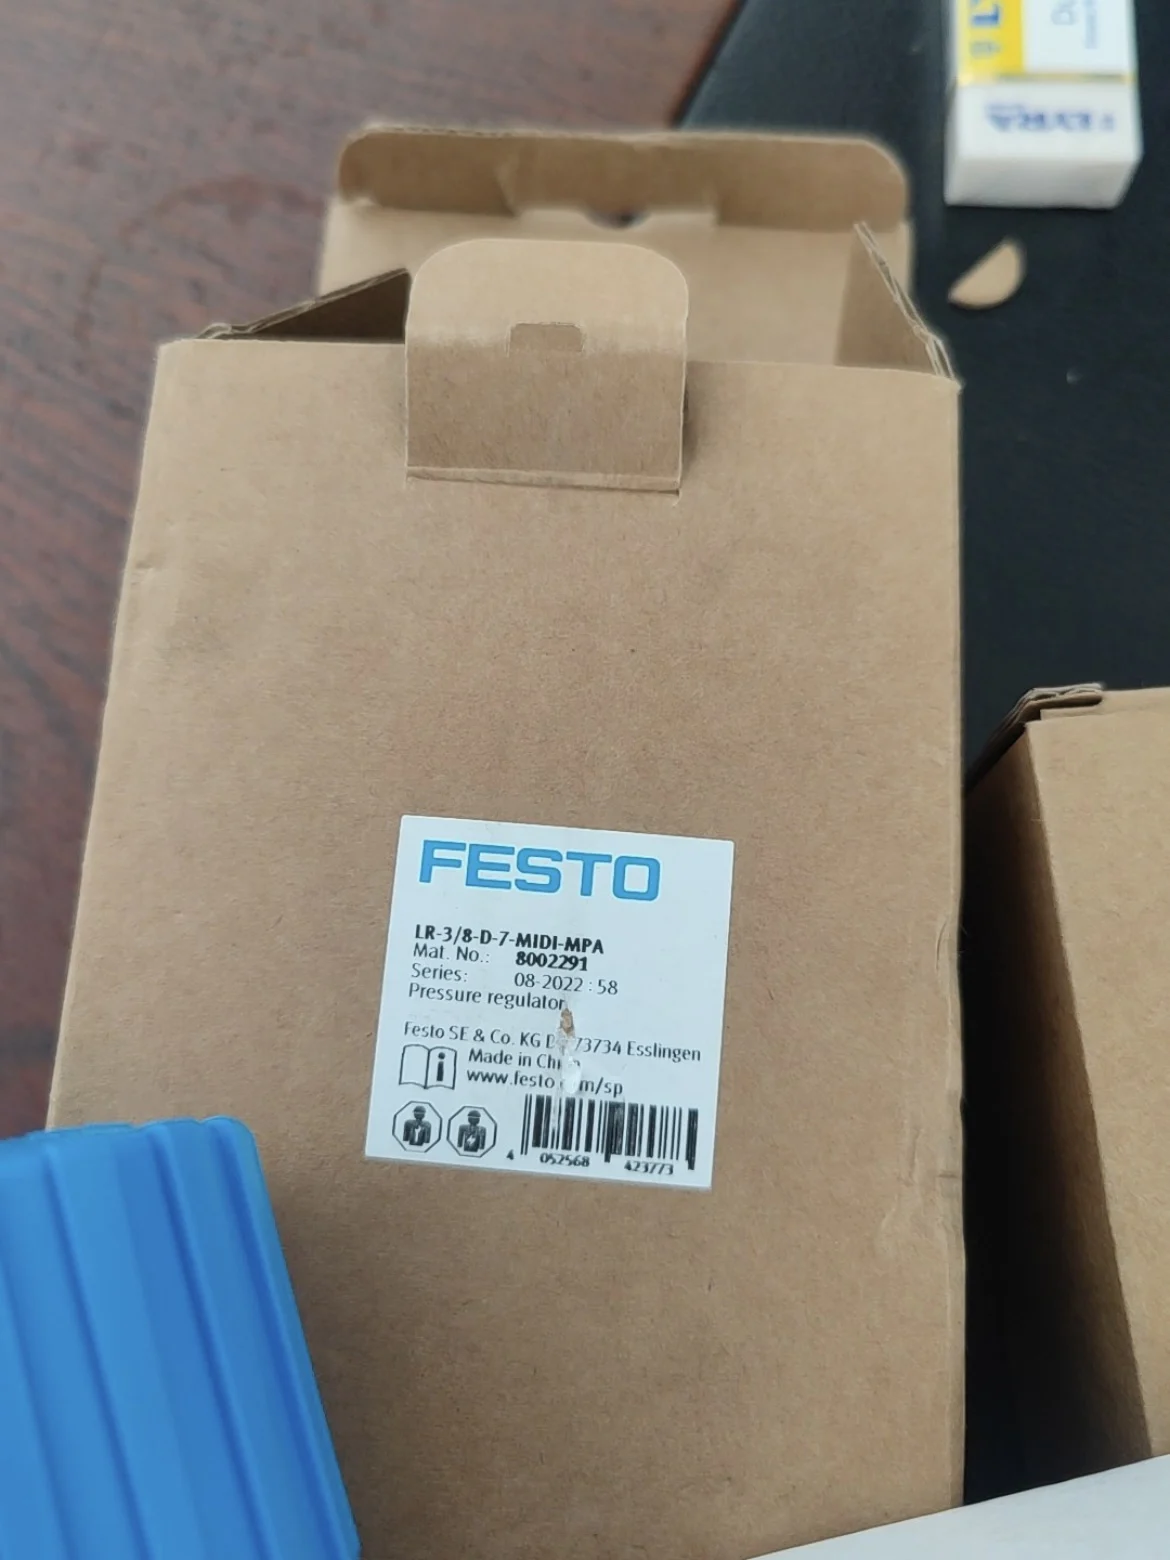 FESTO
LR-3/8-D-7-MIDI-MPA
Mat. No.: 8002291
Series: 08-2022 : 58
Pressure regulator
Festo SE & Co. KG 73734 Esslingen
Made in
www.festo m/sp
4 052568 423773
LYRA